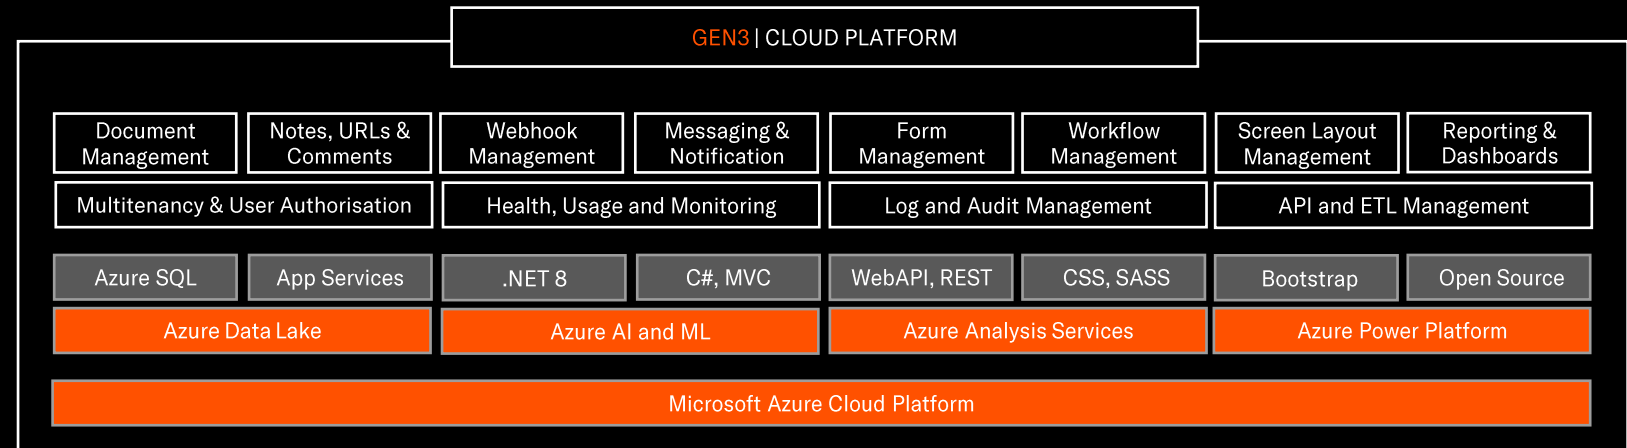 GEN3 | CLOUD PLATFORM
Document
Management
Notes, URLs &
Comments
Webhook
Management
Messaging &
Notification
Form
Management
Workflow
Management
Screen Layout
Management
Reporting &
Dashboards
Multitenancy & User Authorisation
Health, Usage and Monitoring
Log and Audit Management
API and ETL Management
Azure SQL
App Services
.NET 8
C#, MVC
WebAPI, REST
CSS, SASS
Bootstrap
Open Source
Azure Data Lake
Azure AI and ML
Azure Analysis Services
Azure Power Platform
Microsoft Azure Cloud Platform